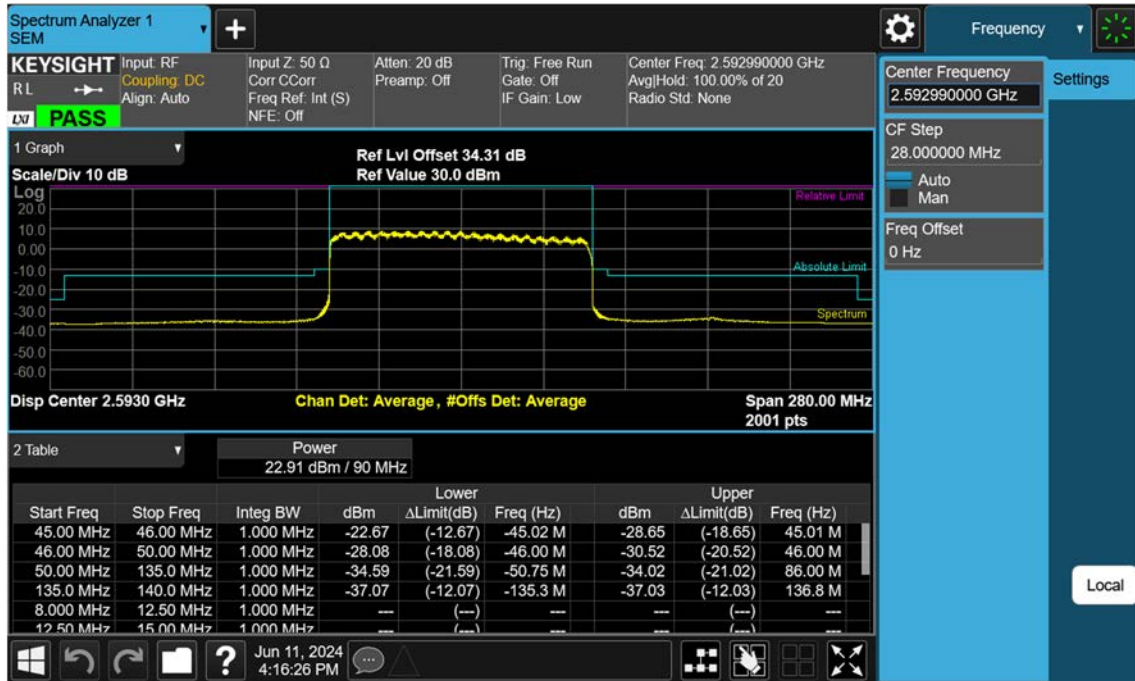 Spectrum Analyzer 1
SEM
+
Frequency
KEYSIGHT
RL
LXI PASS
Input: RF
Coupling: DC
Align: Auto
Input Z: 50 Ω
Corr CCorr
Freq Ref: Int (S)
NFE: Off
Atten: 20 dB
Preamp: Off
Trig: Free Run
Gate: Off
IF Gain: Low
Center Freq: 2.592990000 GHz
Avg|Hold: 100.00% of 20
Radio Std: None
Center Frequency
2.592990000 GHz
Settings
CF Step
28.000000 MHz
Auto
Man
Freq Offset
0 Hz
Local
1 Graph
Scale/Div 10 dB
Ref Lvl Offset 34.31 dB
Ref Value 30.0 dBm
Log
Relative Limit
20.0
10.0
0.00
-10.0
Absolute Limit
-20.0
-30.0
Spectrum
-40.0
-50.0
-60.0
Disp Center 2.5930 GHz
Chan Det: Average, #Offs Det: Average
Span 280.00 MHz
2001 pts
2 Table
Power
22.91 dBm / 90 MHz
Lower Upper
Start Freq Stop Freq Integ BW dBm ΔLimit(dB) Freq (Hz) dBm ΔLimit(dB) Freq (Hz)
45.00 MHz 46.00 MHz 1.000 MHz -22.67 (-12.67) -45.02 M -28.65 (-18.65) 45.01 M
46.00 MHz 50.00 MHz 1.000 MHz -28.08 (-18.08) -46.00 M -30.52 (-20.52) 46.00 M
50.00 MHz 135.0 MHz 1.000 MHz -34.59 (-21.59) -50.75 M -34.02 (-21.02) 86.00 M
135.0 MHz 140.0 MHz 1.000 MHz -37.07 (-12.07) -135.3 M -37.03 (-12.03) 136.8 M
8.000 MHz 12.50 MHz 1.000 MHz --- (---) --- --- (---) ---
12.50 MHz 15.00 MHz 1.000 MHz --- (---) --- --- (---) ---
?
Jun 11, 2024
4:16:26 PM